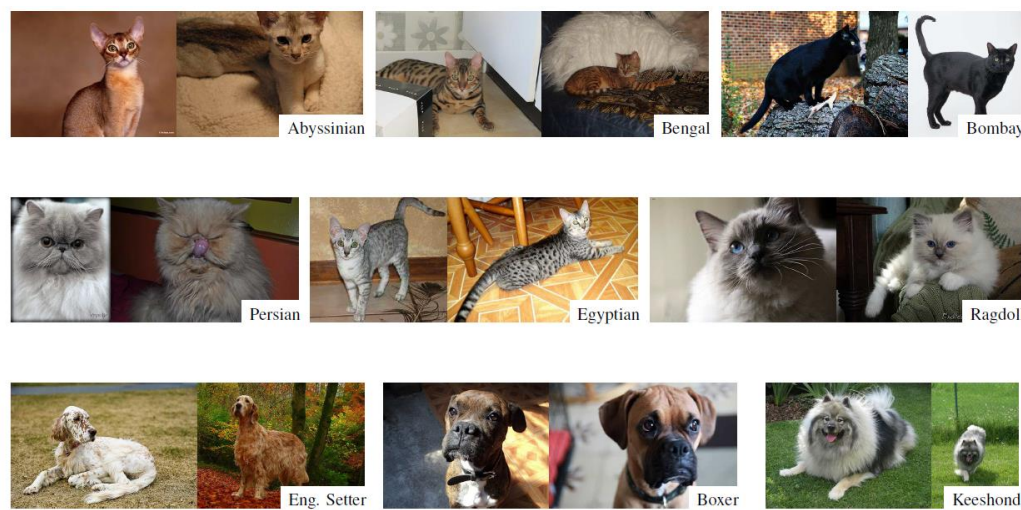 Abyssinian
Bengal
Bombay
Persian
Egyptian
Ragdol
Eng. Setter
Boxer
Keeshond